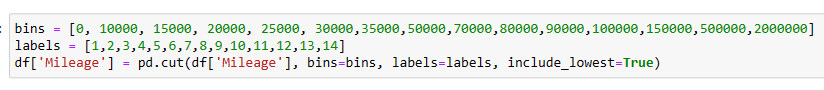 : bins = [0, 10000, 15000, 20000, 25000, 30000,35000,50000,70000,80000,90000,100000,150000,500000,2000000]
labels = [1,2,3,4,5,6,7,8,9,10,11,12,13,14]
df['Mileage'] = pd.cut(df['Mileage'], bins=bins, labels=labels, include_lowest=True)